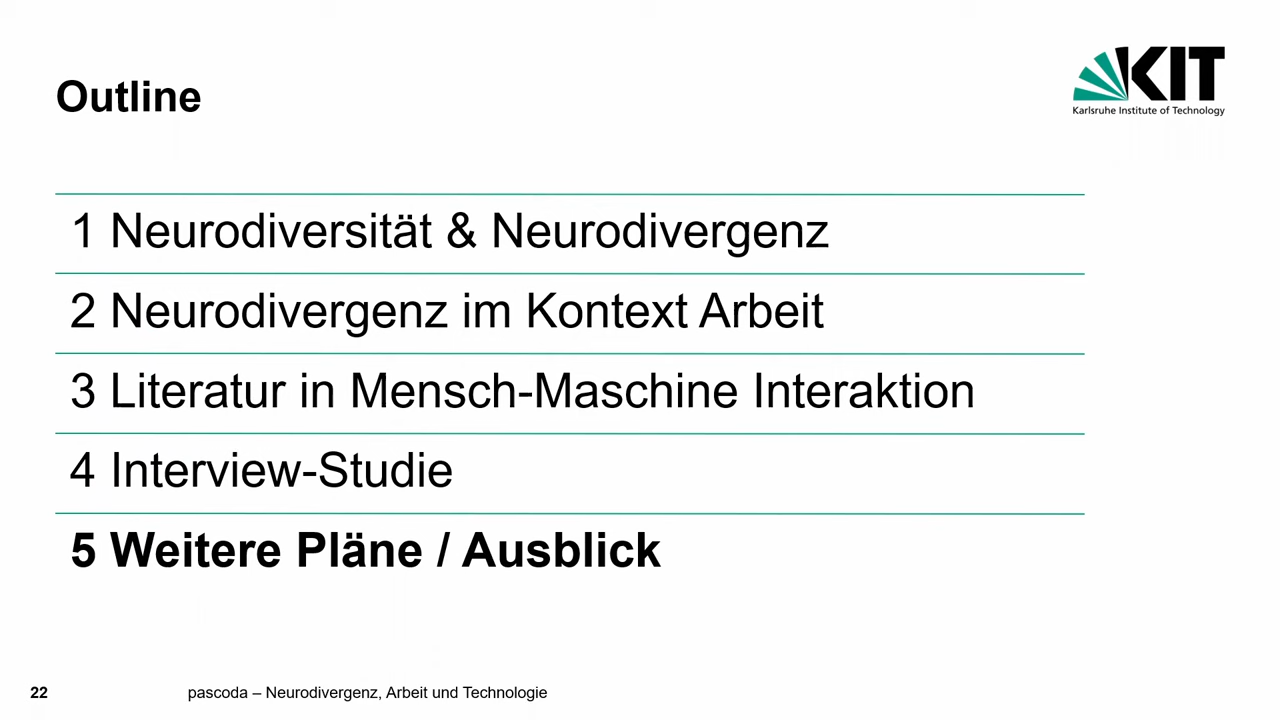 Outline
KIT
Karlsruhe Institute of Technology
1 Neurodiversität & Neurodivergenz
2 Neurodivergenz im Kontext Arbeit
3 Literatur in Mensch-Maschine Interaktion
4 Interview-Studie
5 Weitere Pläne / Ausblick
22 pascoda – Neurodivergenz, Arbeit und Technologie